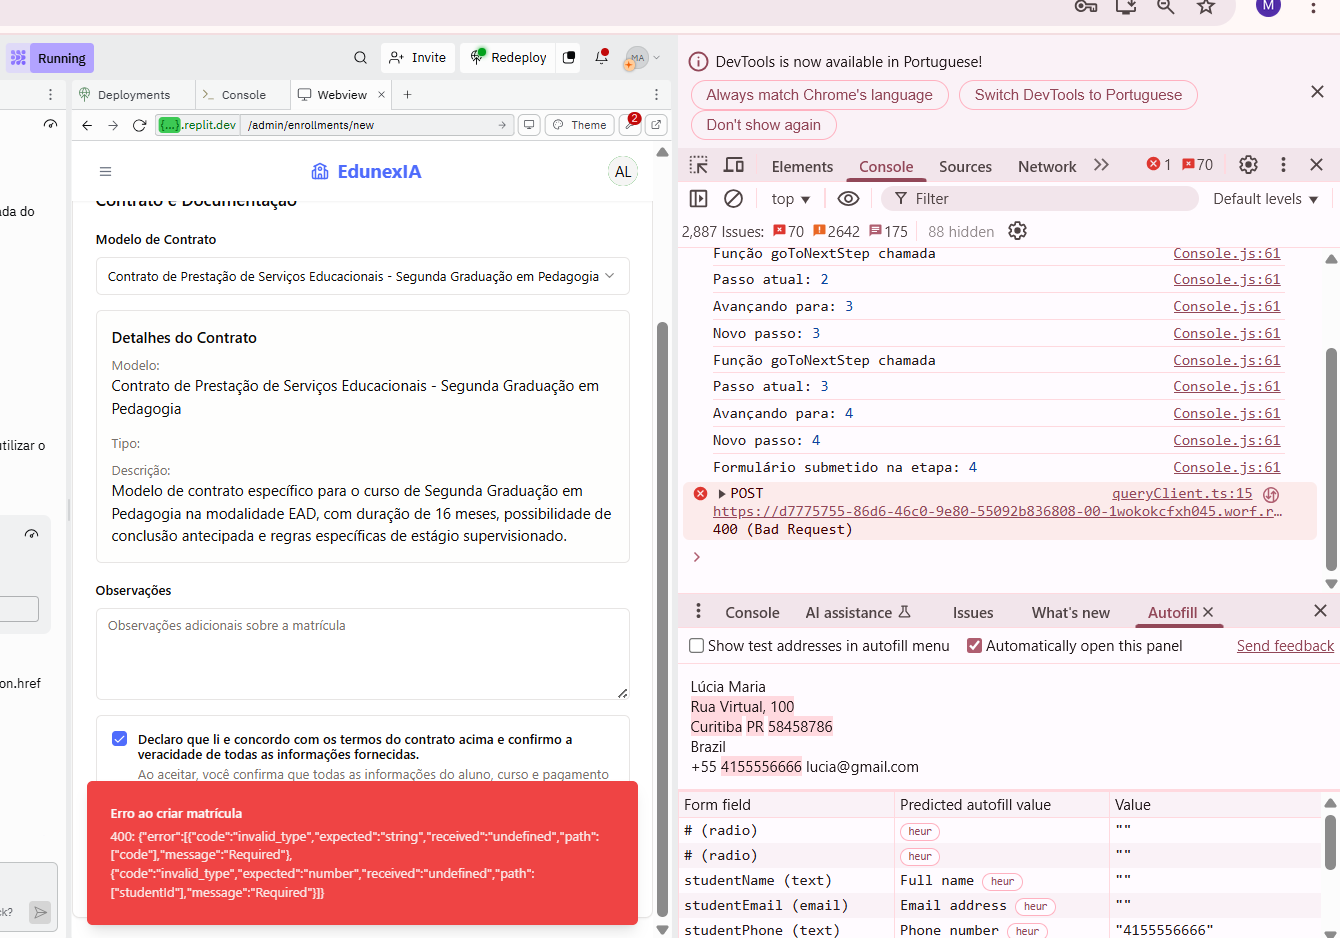 Running
Invite
Redeploy
MA
M
Deployments
Console
Webview
ada do
{...}.replit.dev /admin/enrollments/new
Theme
2
EdunexIA
AL
Contrato e Documentação
Modelo de Contrato
Contrato de Prestação de Serviços Educacionais - Segunda Graduação em Pedagogia
Detalhes do Contrato
Modelo:
Contrato de Prestação de Serviços Educacionais - Segunda Graduação em
Pedagogia
Tipo:
utilizar o
Descrição:
Modelo de contrato específico para o curso de Segunda Graduação em
Pedagogia na modalidade EAD, com duração de 16 meses, possibilidade de
conclusão antecipada e regras específicas de estágio supervisionado.
Observações
Observações adicionais sobre a matrícula
on.href
Declaro que li e concordo com os termos do contrato acima e confirmo a
veracidade de todas as informações fornecidas.
Ao aceitar, você confirma que todas as informações do aluno, curso e pagamento
Erro ao criar matrícula
400: {"error":[{"code":"invalid_type","expected":"string","received":"undefined","path":
["code"],"message":"Required"},
{"code":"invalid_type","expected":"number","received":"undefined","path":
["studentId"],"message":"Required"}]}
ck?
DevTools is now available in Portuguese!
Always match Chrome's language
Switch DevTools to Portuguese
Don't show again
Elements
Console
Sources
Network
1
70
top
Filter
Default levels
2,887 Issues: 70 2642 175 88 hidden
Função goToNextStep chamada Console.js:61
Passo atual: 2 Console.js:61
Avançando para: 3 Console.js:61
Novo passo: 3 Console.js:61
Função goToNextStep chamada Console.js:61
Passo atual: 3 Console.js:61
Avançando para: 4 Console.js:61
Novo passo: 4 Console.js:61
Formulário submetido na etapa: 4 Console.js:61
POST queryClient.ts:15
https://d7775755-86d6-46c0-9e80-55092b836808-00-1wokokcfxh045.worf.r…
400 (Bad Request)
Console
AI assistance
Issues
What's new
Autofill
Show test addresses in autofill menu
Automatically open this panel
Send feedback
Lúcia Maria
Rua Virtual, 100
Curitiba PR 58458786
Brazil
+55 4155556666 lucia@gmail.com
Form field Predicted autofill value Value
# (radio) heur ""
# (radio) heur ""
studentName (text) Full name heur ""
studentEmail (email) Email address heur ""
studentPhone (text) Phone number heur "4155556666"